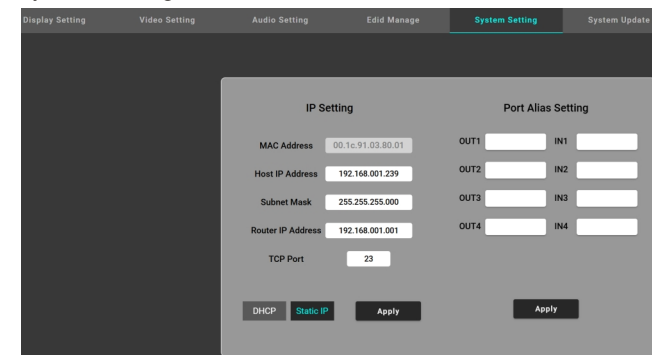 Display Setting Video Setting Audio Setting Edid Manage System Setting System Update
IP Setting Port Alias Setting
MAC Address 00.1c.91.03.80.01 OUT1 IN1
Host IP Address 192.168.001.239 OUT2 IN2
Subnet Mask 255.255.255.000 OUT3 IN3
Router IP Address 192.168.001.001 OUT4 IN4
TCP Port 23
DHCP Static IP Apply Apply